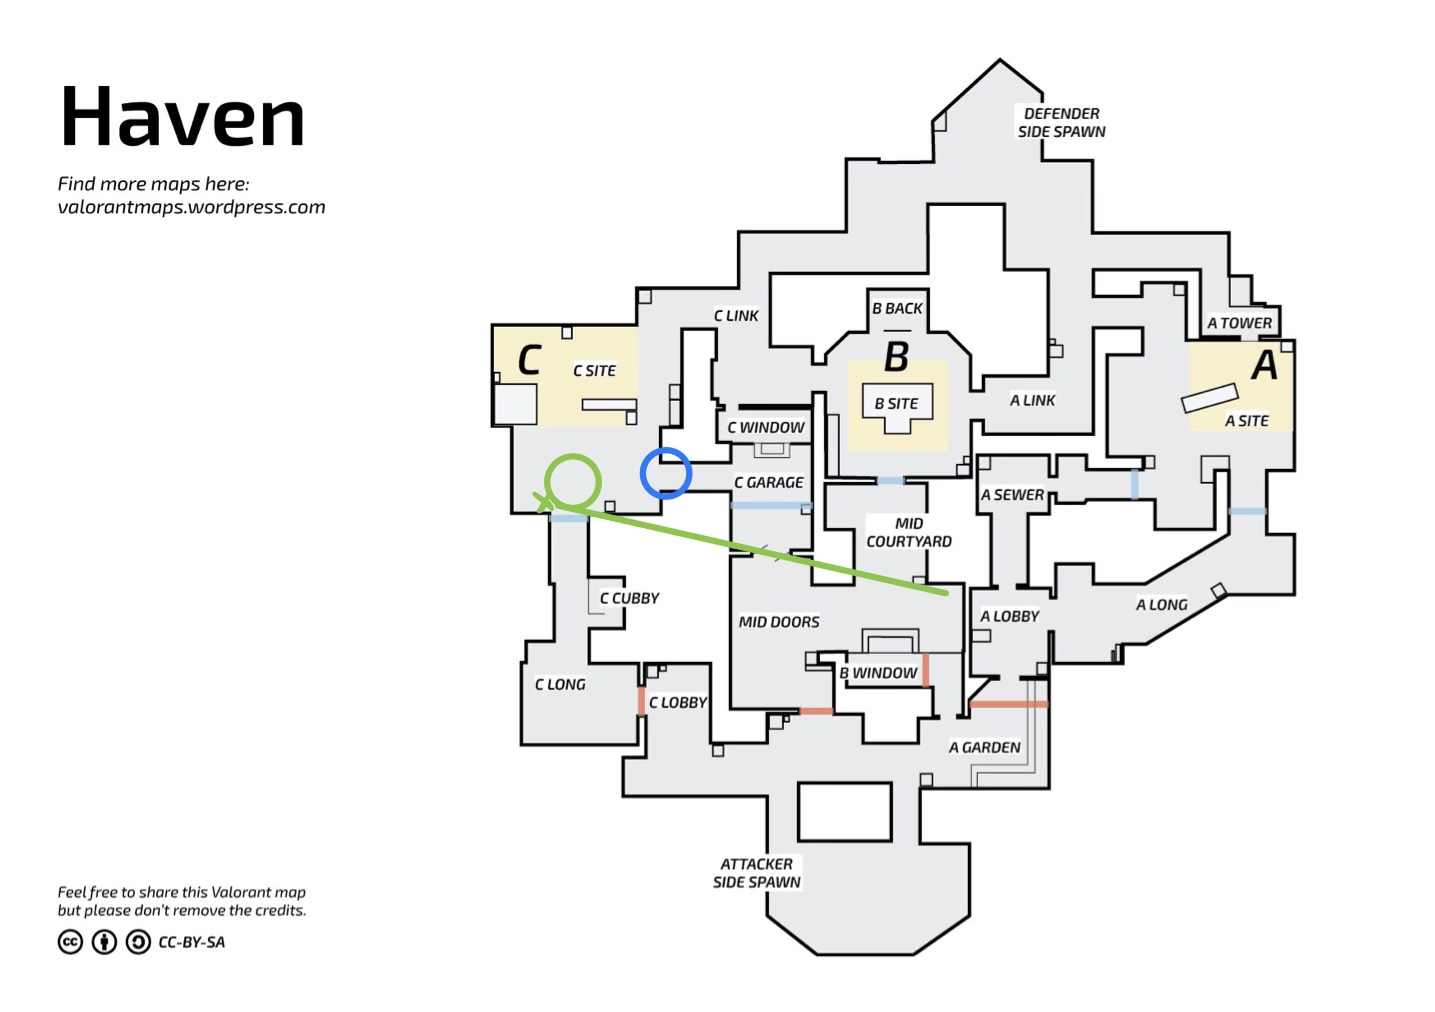 Haven
Find more maps here:
valorantmaps.wordpress.com
DEFENDER
SIDE SPAWN
C LINK
B BACK
A TOWER
C
C SITE
B
B SITE
A LINK
A
A SITE
C WINDOW
C GARAGE
A SEWER
MID
COURTYARD
C CUBBY
MID DOORS
A LOBBY
A LONG
C LONG
C LOBBY
B WINDOW
A GARDEN
ATTACKER
SIDE SPAWN
Feel free to share this Valorant map
but please don't remove the credits.
cc CC-BY-SA